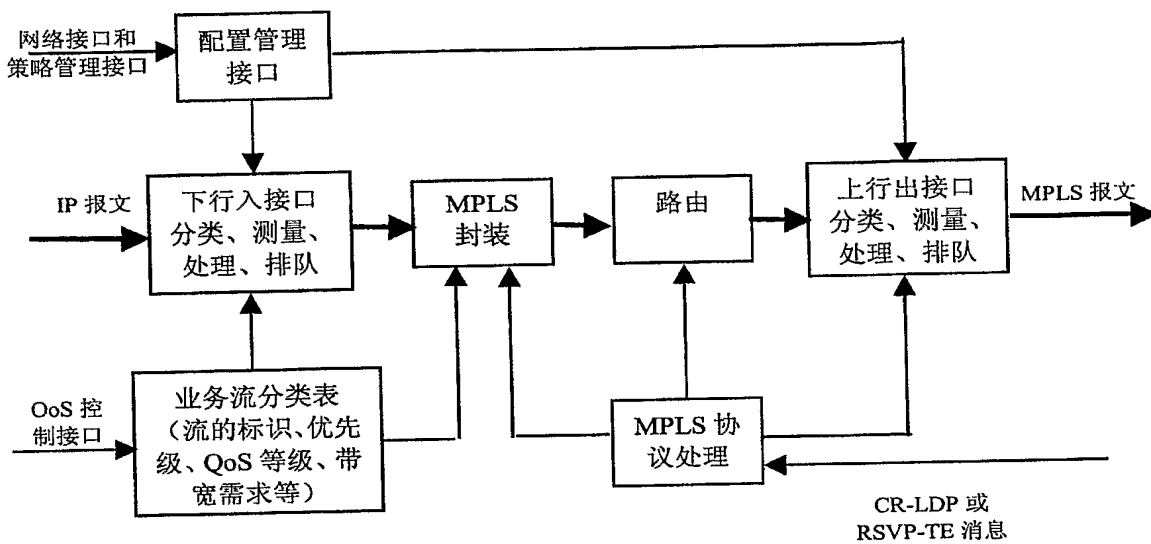 网络接口和
策略管理接口
配置管理
接口
IP 报文
下行入接口
分类、测量、
处理、排队
MPLS
封装
路由
上行出接口
分类、测量、
处理、排队
MPLS 报文
OoS 控
制接口
业务流分类表
（流的标识、优先
级、QoS 等级、带
宽需求等）
MPLS 协
议处理
CR-LDP 或
RSVP-TE 消息